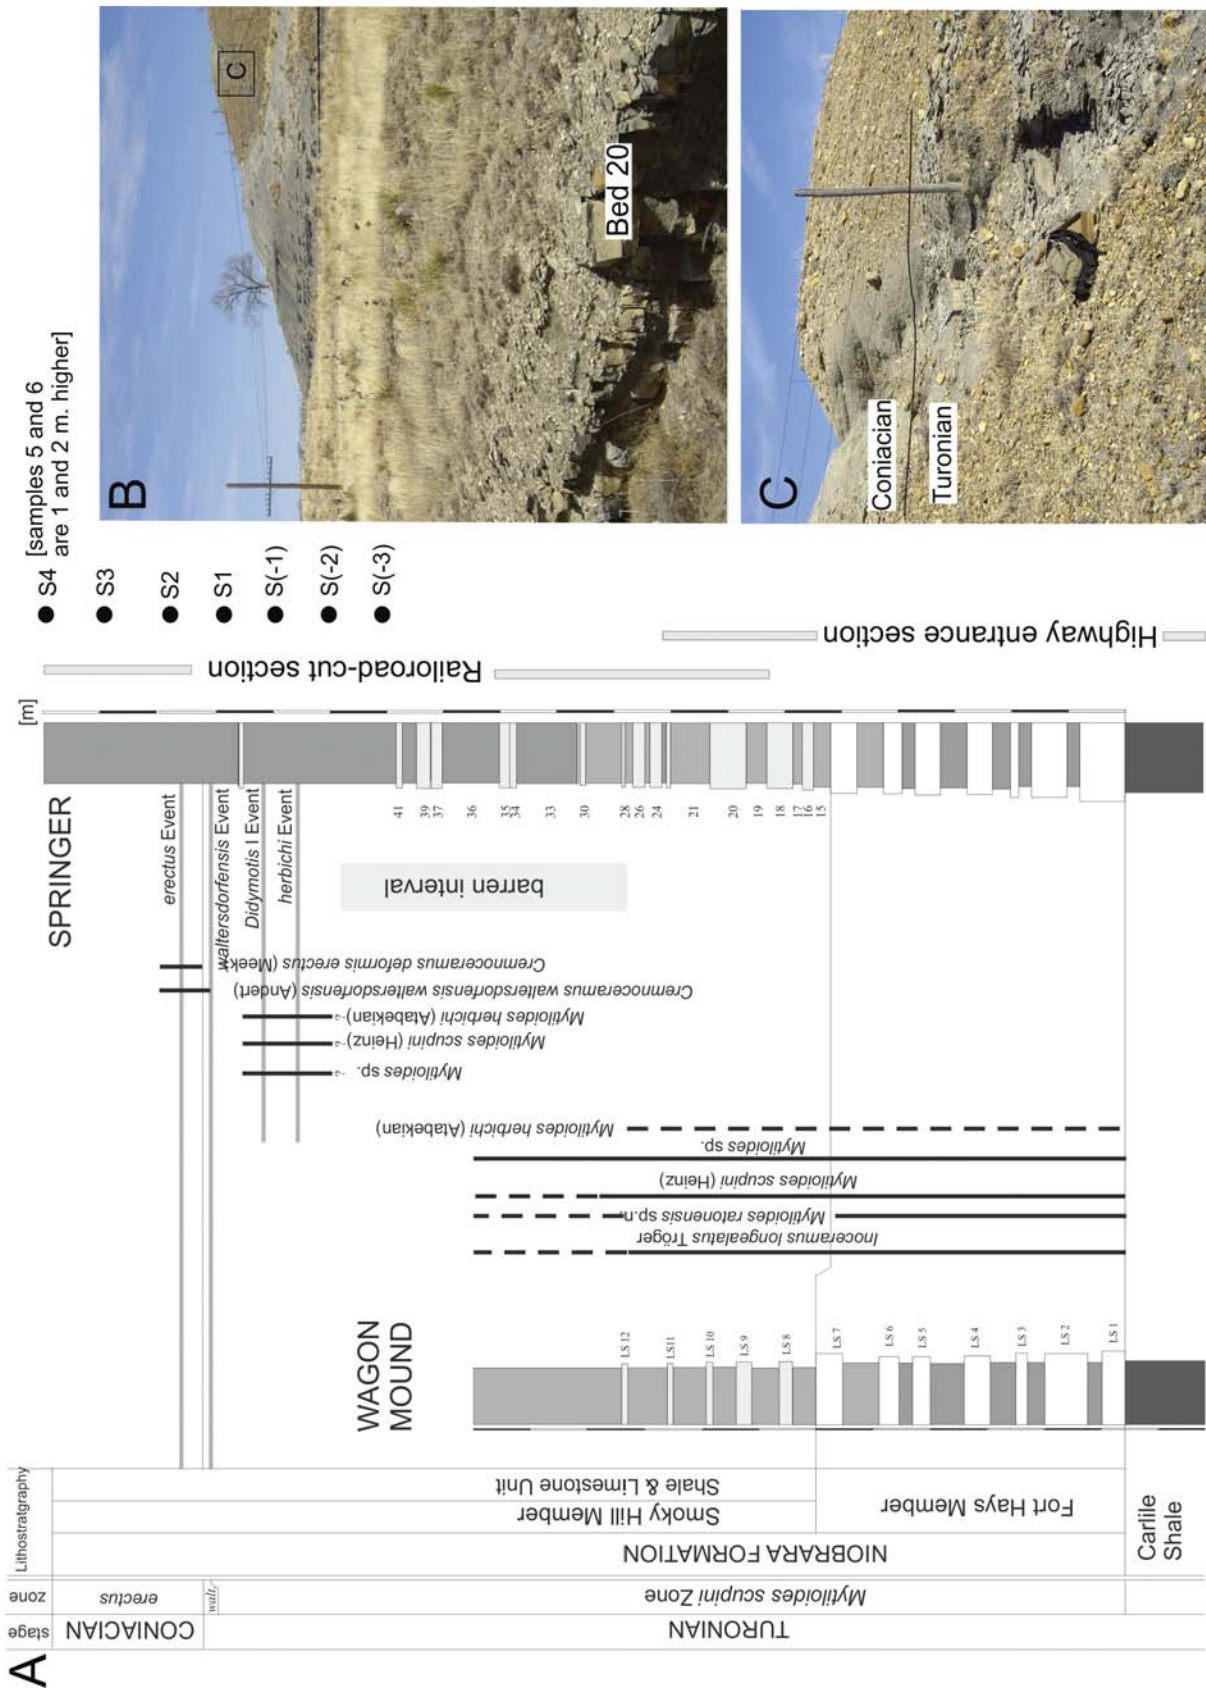 A
stage
zone
Lithostratgraphy
CONIACIAN
TURONIAN
erectus
walt.
Mytiloides scupini Zone
NIOBRARA FORMATION
Smoky Hill Member
Shale & Limestone Unit
Fort Hays Member
Carlile
Shale
WAGON
MOUND
LS 12
LS11
LS 10
LS 9
LS 8
LS 7
LS 6
LS 5
LS 4
LS 3
LS 2
LS 1
Inoceramus longealatus Tröger
Mytiloides ratonensis sp.n.
Mytiloides scupini (Heinz)
Mytiloides sp.
Mytiloides herbichi (Atabekian)
Mytiloides sp.
Mytiloides scupini (Heinz)
Mytiloides herbichi (Atabekian)
Cremnoceramus waltersdorfensis waltersdorfensis (Andert)
Cremnoceramus deformis erectus (Meek)
SPRINGER
erectus Event
waltersdorfensis Event
Didymotis I Event
herbichi Event
barren interval
41
39
37
36
35
34
33
30
28
26
24
21
20
19
18
17
16
15
[m]
Railoroad-cut section
Highway entrance section
S4
S3
S2
S1
S(-1)
S(-2)
S(-3)
[samples 5 and 6
are 1 and 2 m. higher]
B
C
Bed 20
C
Coniacian
Turonian